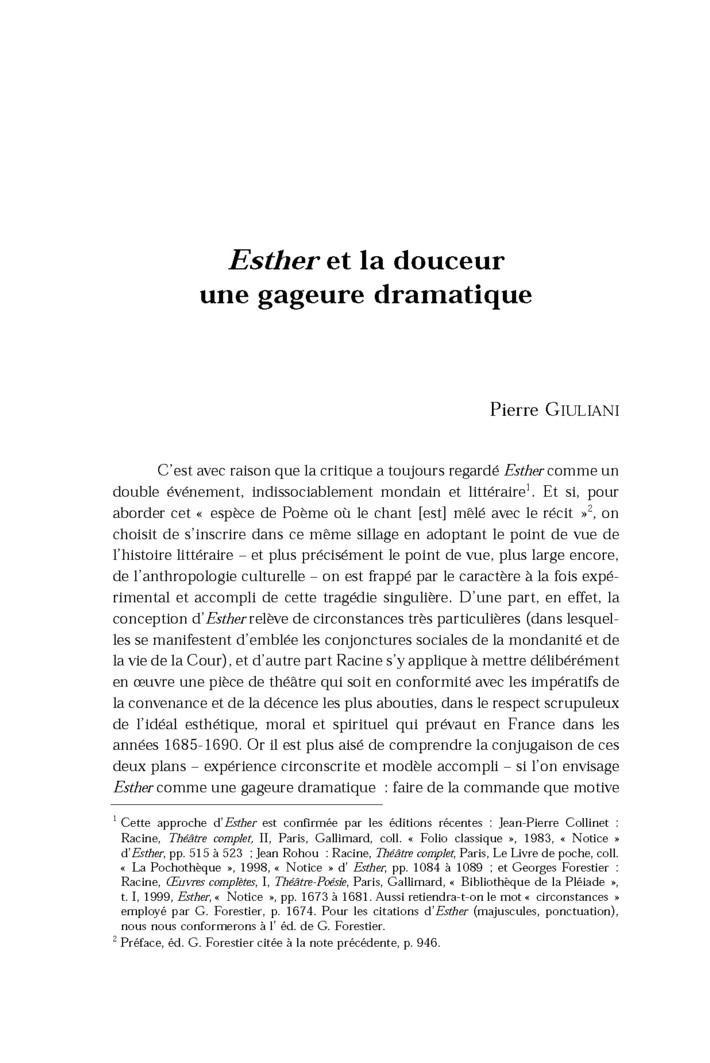 Esther et la douceur
une gageure dramatique
Pierre GIULIANI
C'est avec raison que la critique a toujours regardé Esther comme un
double événement, indissociablement mondain et littéraire¹. Et si, pour
aborder cet « espèce de Poème où le chant [est] mêlé avec le récit »², on
choisit de s'inscrire dans ce même sillage en adoptant le point de vue de
l'histoire littéraire – et plus précisément le point de vue, plus large encore,
de l'anthropologie culturelle – on est frappé par le caractère à la fois expé-
rimental et accompli de cette tragédie singulière. D'une part, en effet, la
conception d'Esther relève de circonstances très particulières (dans lesquel-
les se manifestent d'emblée les conjonctures sociales de la mondanité et de
la vie de la Cour), et d'autre part Racine s'y applique à mettre délibérément
en œuvre une pièce de théâtre qui soit en conformité avec les impératifs de
la convenance et de la décence les plus abouties, dans le respect scrupuleux
de l'idéal esthétique, moral et spirituel qui prévaut en France dans les
années 1685-1690. Or il est plus aisé de comprendre la conjugaison de ces
deux plans – expérience circonscrite et modèle accompli – si l'on envisage
Esther comme une gageure dramatique : faire de la commande que motive
¹ Cette approche d'Esther est confirmée par les éditions récentes : Jean-Pierre Collinet :
Racine, Théâtre complet, II, Paris, Gallimard, coll. « Folio classique », 1983, « Notice »
d'Esther, pp. 515 à 523 ; Jean Rohou : Racine, Théâtre complet, Paris, Le Livre de poche, coll.
« La Pochothèque », 1998, « Notice » d' Esther, pp. 1084 à 1089 ; et Georges Forestier :
Racine, Œuvres complètes, I, Théâtre-Poésie, Paris, Gallimard, « Bibliothèque de la Pléiade »,
t. I, 1999, Esther, « Notice », pp. 1673 à 1681. Aussi retiendra-t-on le mot « circonstances »
employé par G. Forestier, p. 1674. Pour les citations d'Esther (majuscules, ponctuation),
nous nous conformerons à l' éd. de G. Forestier.
² Préface, éd. G. Forestier citée à la note précédente, p. 946.